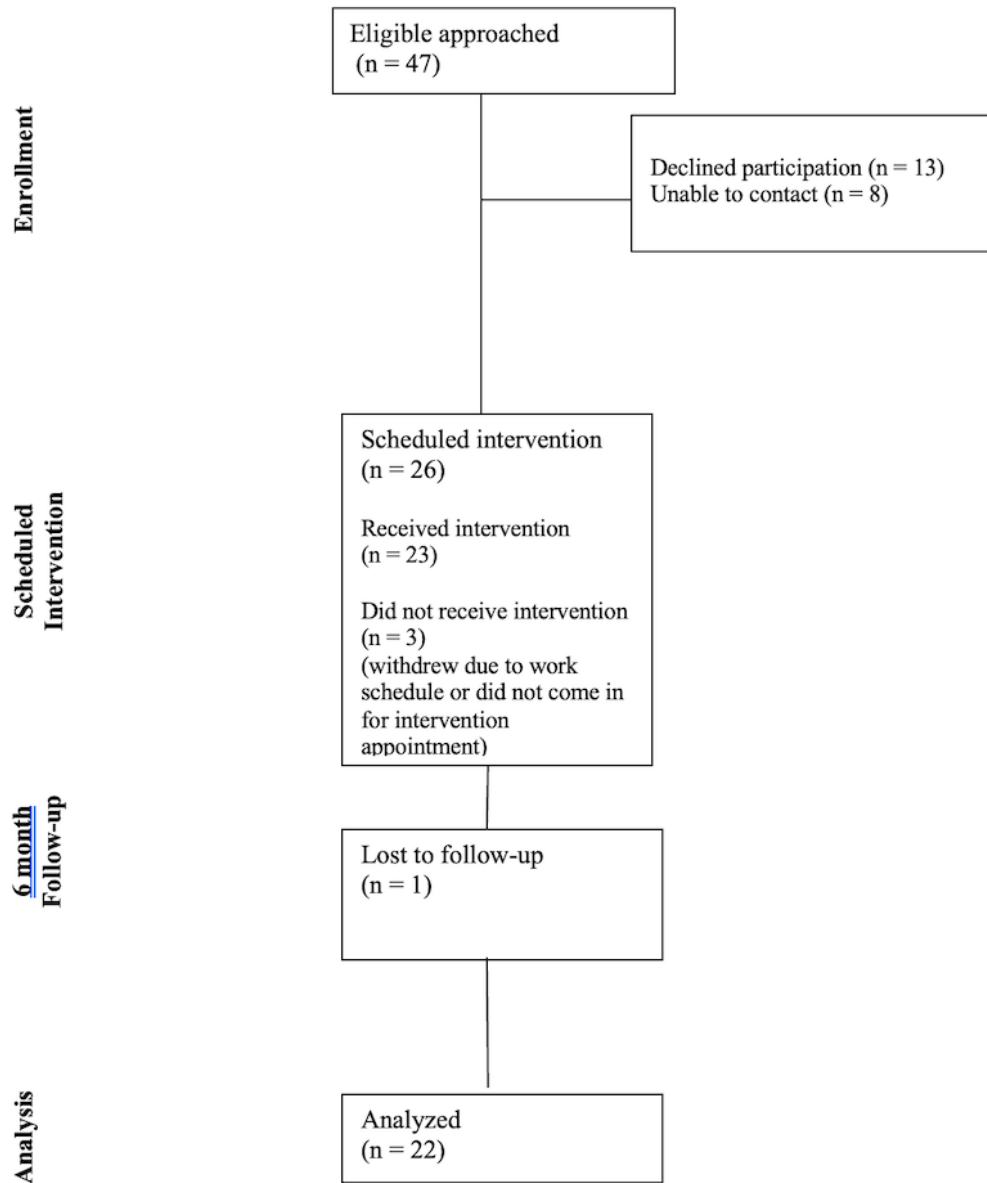 Eligible approached
(n = 47)
Enrollment
Declined participation (n = 13)
Unable to contact (n = 8)
Scheduled
Intervention
Scheduled intervention
(n = 26)
Received intervention
(n = 23)
Did not receive intervention
(n = 3)
(withdrew due to work
schedule or did not come in
for intervention
appointment)
6 month
Follow-up
Lost to follow-up
(n = 1)
Analysis
Analyzed
(n = 22)